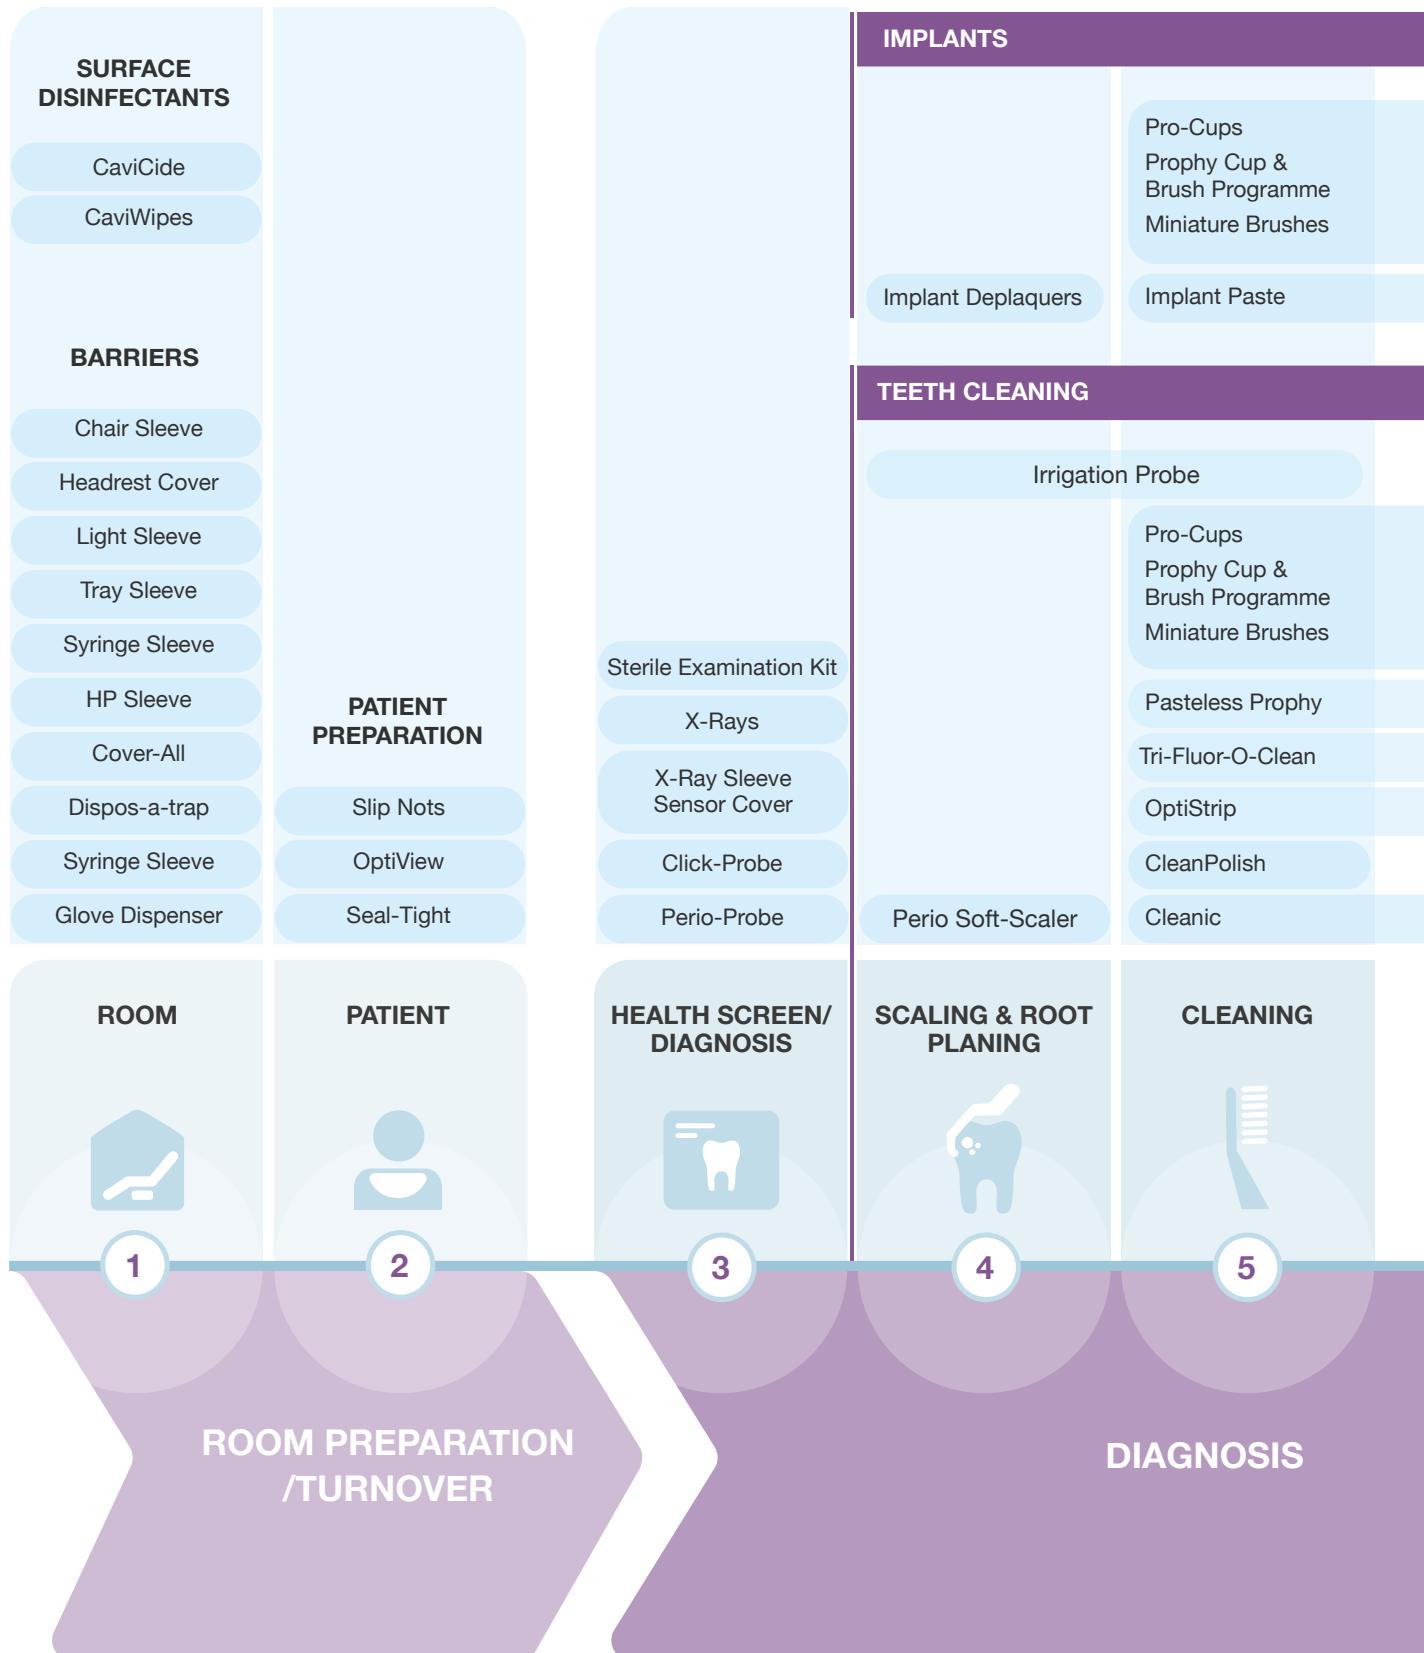 SURFACE
DISINFECTANTS
CaviCide
CaviWipes
BARRIERS
Chair Sleeve
Headrest Cover
Light Sleeve
Tray Sleeve
Syringe Sleeve
HP Sleeve
Cover-All
Dispos-a-trap
Syringe Sleeve
Glove Dispenser
PATIENT
PREPARATION
Slip Nots
OptiView
Seal-Tight
Sterile Examination Kit
X-Rays
X-Ray Sleeve
Sensor Cover
Click-Probe
Perio-Probe
IMPLANTS
Implant Deplaquers
Pro-Cups
Prophy Cup &
Brush Programme
Miniature Brushes
Implant Paste
TEETH CLEANING
Irrigation Probe
Perio Soft-Scaler
Pro-Cups
Prophy Cup &
Brush Programme
Miniature Brushes
Pasteless Prophy
Tri-Fluor-O-Clean
OptiStrip
CleanPolish
Cleanic
ROOM
PATIENT
HEALTH SCREEN/
DIAGNOSIS
SCALING & ROOT
PLANING
CLEANING
1
2
3
4
5
ROOM PREPARATION
/TURNOVER
DIAGNOSIS